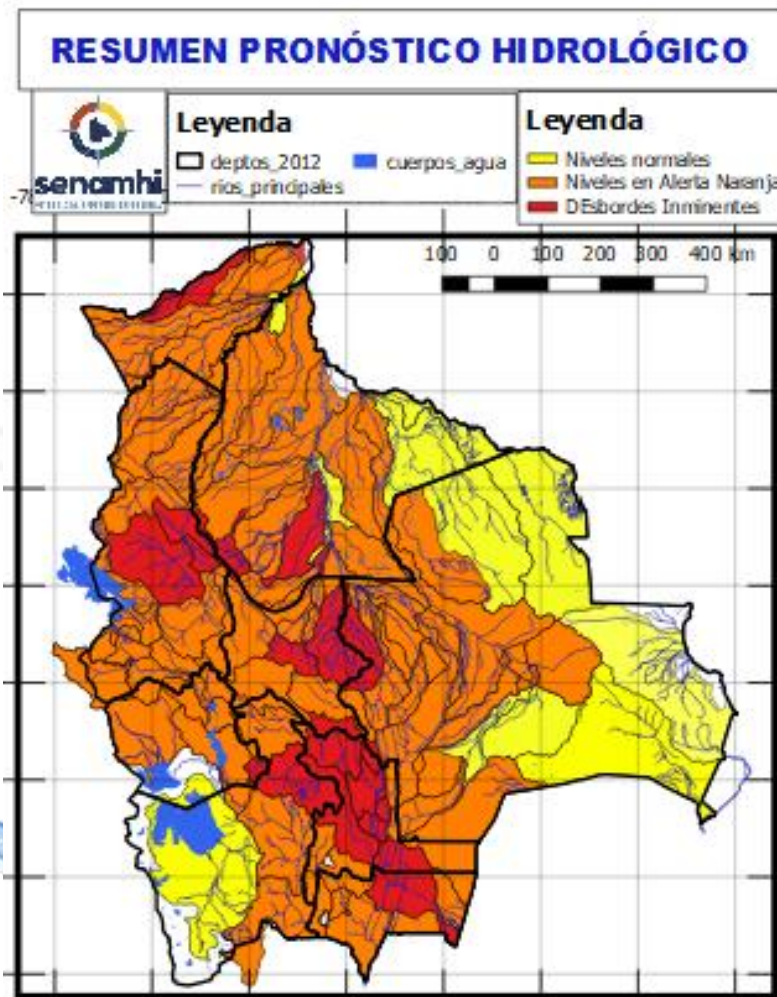 RESUMEN PRONÓSTICO HIDROLÓGICO
senamhi
Leyenda
deptos_2012
cuerpos_agua
rios_principales
Leyenda
Niveles normales
Niveles en Alerta Naranja
DEsbordes Inminentes
100 0 100 200 300 400 km